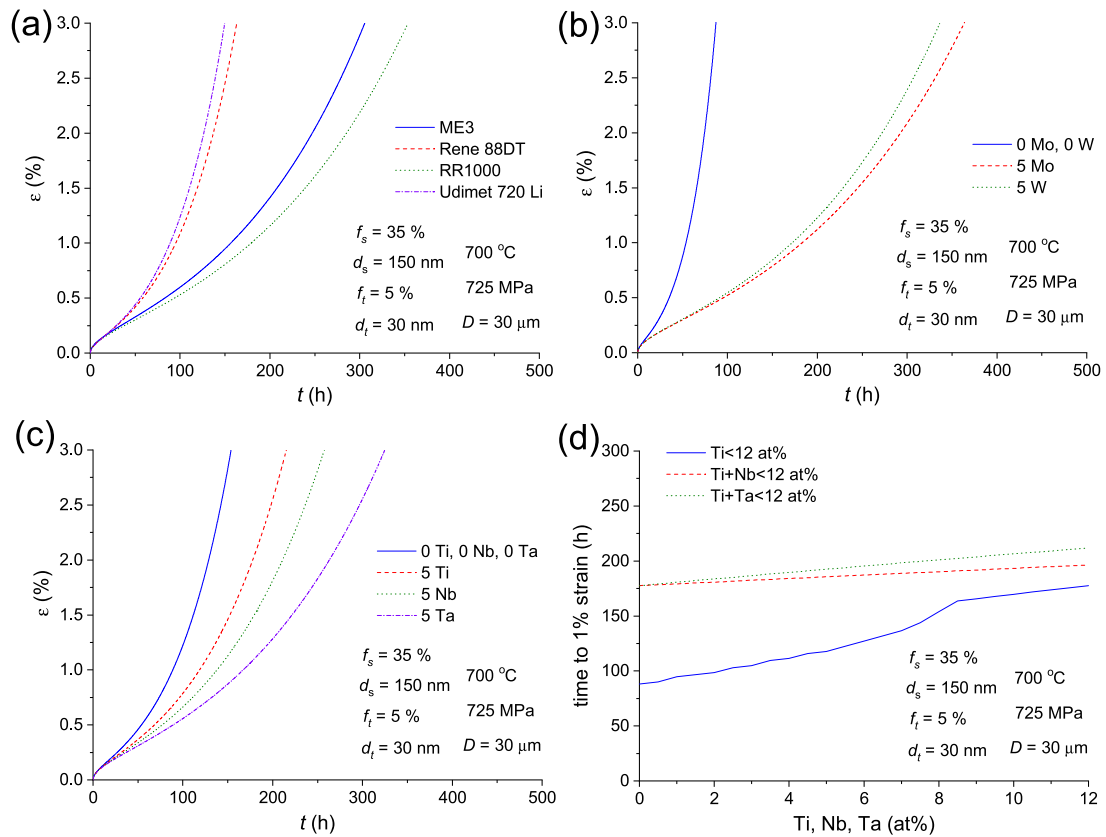 (a)
3.0
2.5
2.0
1.5
1.0
0.5
0.0
ε (%)
ME3
Rene 88DT
RR1000
Udimet 720 Li
f_s = 35 %
d_s = 150 nm
f_t = 5 %
d_t = 30 nm
700 °C
725 MPa
D = 30 μm
0 100 200 300 400 500
t (h)
(b)
3.0
2.5
2.0
1.5
1.0
0.5
0.0
ε (%)
0 Mo, 0 W
5 Mo
5 W
f_s = 35 %
d_s = 150 nm
f_t = 5 %
d_t = 30 nm
700 °C
725 MPa
D = 30 μm
0 100 200 300 400 500
t (h)
(c)
3.0
2.5
2.0
1.5
1.0
0.5
0.0
ε (%)
0 Ti, 0 Nb, 0 Ta
5 Ti
5 Nb
5 Ta
f_s = 35 %
d_s = 150 nm
f_t = 5 %
d_t = 30 nm
700 °C
725 MPa
D = 30 μm
0 100 200 300 400 500
t (h)
(d)
300
250
200
150
100
50
0
time to 1% strain (h)
Ti<12 at%
Ti+Nb<12 at%
Ti+Ta<12 at%
f_s = 35 %
d_s = 150 nm
f_t = 5 %
d_t = 30 nm
700 °C
725 MPa
D = 30 μm
0 2 4 6 8 10 12
Ti, Nb, Ta (at%)